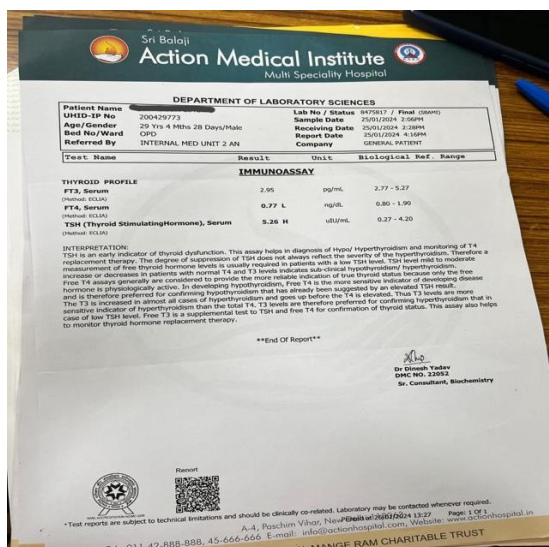 Sri Balaji
Action Medical Institute
Multi Speciality Hospital
DEPARTMENT OF LABORATORY SCIENCES
Patient Name Lab No / Status 8475817 / Final (SBAMI)
UHID-IP No 200429773 Sample Date 25/01/2024 2:06PM
Age/Gender 29 Yrs 4 Mths 28 Days/Male Receiving Date 25/01/2024 2:28PM
Bed No/Ward OPD Report Date 25/01/2024 4:16PM
Referred By INTERNAL MED UNIT 2 AN Company GENERAL PATIENT
Test Name Result Unit Biological Ref. Range
IMMUNOASSAY
THYROID PROFILE
FT3, Serum 2.95 pg/mL 2.77 - 5.27
(Method: ECLIA)
FT4, Serum 0.77 L ng/dL 0.80 - 1.90
(Method: ECLIA)
TSH (Thyroid StimulatingHormone), Serum 5.26 H uIU/mL 0.27 - 4.20
(Method: ECLIA)
INTERPRETATION:
TSH is an early indicator of thyroid dysfunction. This assay helps in diagnosis of Hypo/ Hyperthyroidism and monitoring of T4
replacement therapy. The degree of suppression of TSH does not always reflect the severity of the hyperthyroidism. Therefore a
measurement of free thyroid hormone levels is usually required in patients with a low TSH level. TSH level mild to moderate
increase or decreases in patients with normal T4 and T3 levels indicates sub-clinical hypothyroidism/ hyperthyroidism.
Free T4 assays generally are considered to provide the more reliable indication of true thyroid status because only the free
hormone is physiologically active. In developing hypothyroidism, Free T4 is the more sensitive indicator of developing disease
and is therefore preferred for confirming hypothyroidism that has already been suggested by an elevated TSH result.
The T3 is increased in almost all cases of hyperthyroidism and goes up before the T4 is elevated. Thus T3 levels are more
sensitive indicator of hyperthyroidism than the total T4. T3 levels are therefore preferred for confirming hyperthyroidism that in
case of low TSH level. Free T3 is a supplemental test to TSH and free T4 for confirmation of thyroid status. This assay also helps
to monitor thyroid hormone replacement therapy.
**End Of Report**
Dr Dinesh Yadav
DMC NO. 22052
Sr. Consultant, Biochemistry
Report
*Test reports are subject to technical limitations and should be clinically co-related. Laboratory may be contacted whenever required.
Page: 1 Of 1
A-4, Paschim Vihar, New 2024 13:27
011-42-888-888, 45-666-666 E-mail: info@actionhospital.com, Website: www.actionhospital.in
MANGE RAM CHARITABLE TRUST